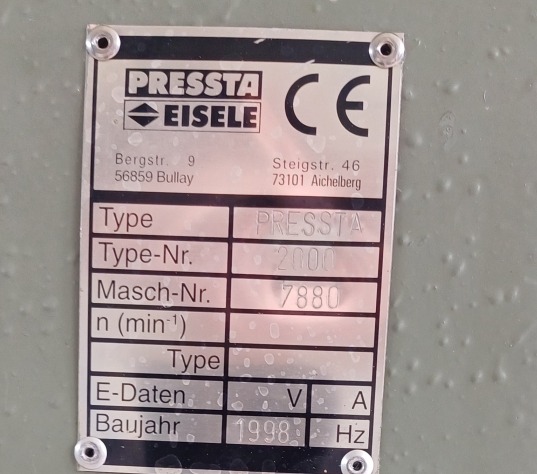 PRESSTA
EISELE
CE
Bergstr. 9
56859 Bullay
Steigstr. 46
73101 Aichelberg
Type PRESSTA
Type-Nr. 2000
Masch-Nr. 7880
n (min-1)
Type
E-Daten V A
Baujahr 1998 Hz